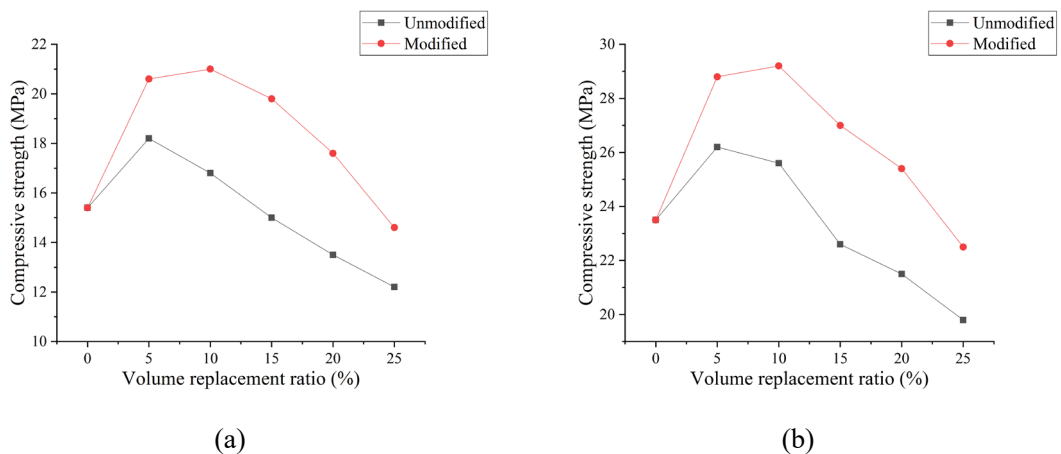 Unmodified
Modified
22
20
18
16
14
12
10
Compressive strength (MPa)
0 5 10 15 20 25
Volume replacement ratio (%)
(a)
Unmodified
Modified
30
28
26
24
22
20
Compressive strength (MPa)
0 5 10 15 20 25
Volume replacement ratio (%)
(b)